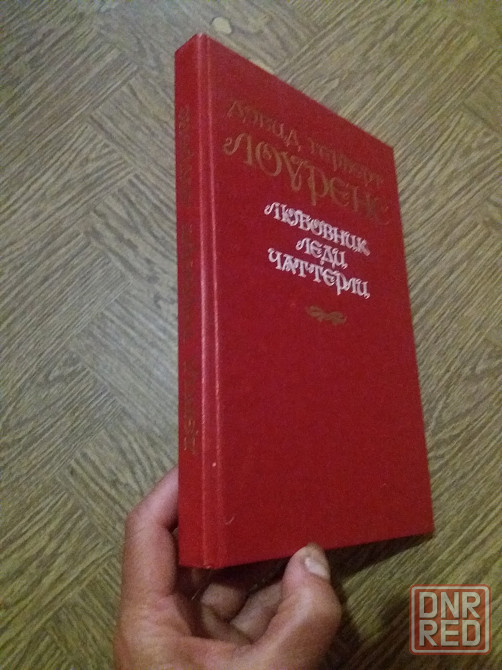 Дэвид Герберт
Лоуренс
Любовник
леди
Чаттерли
DNR
RED